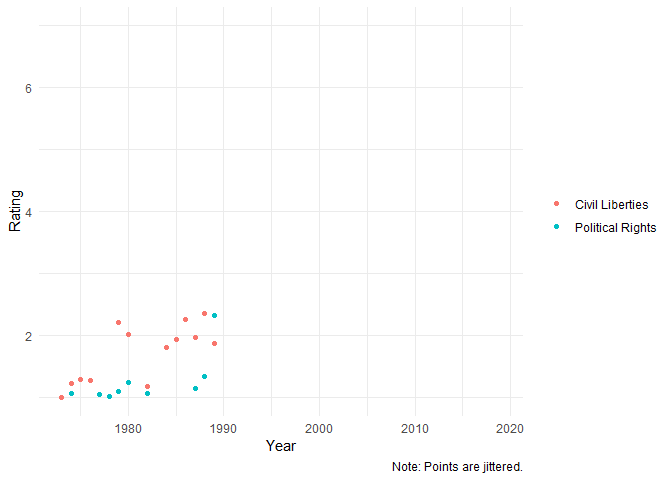 6
4
2
Rating
1980 1990 2000 2010 2020
Year
Civil Liberties
Political Rights
Note: Points are jittered.